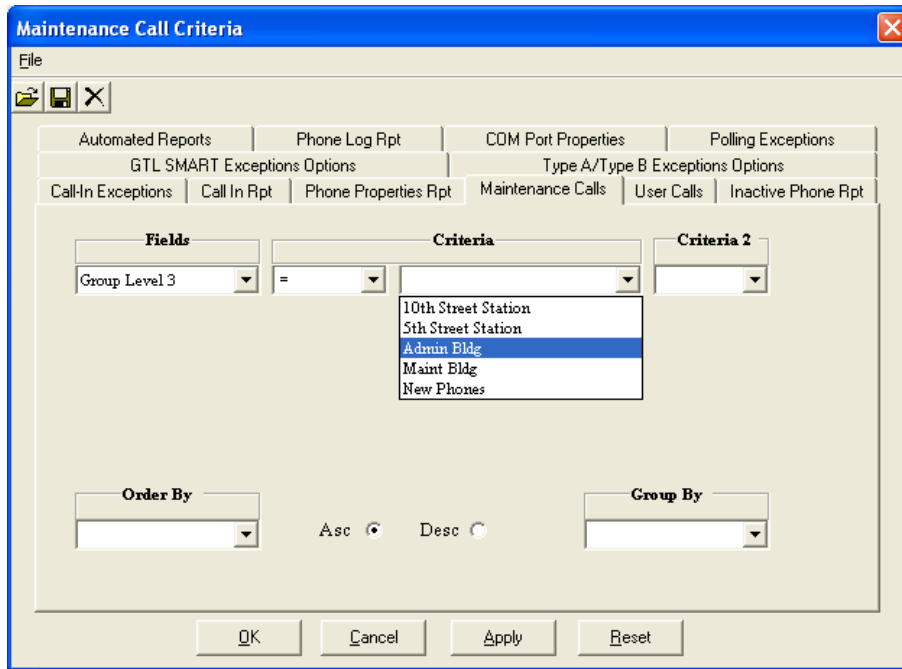 Maintenance Call Criteria
File
Automated Reports Phone Log Rpt COM Port Properties Polling Exceptions
GTL SMART Exceptions Options Type A/Type B Exceptions Options
Call-In Exceptions Call In Rpt Phone Properties Rpt Maintenance Calls User Calls Inactive Phone Rpt
Fields Criteria Criteria 2
Group Level 3 =
10th Street Station
5th Street Station
Admin Bldg
Maint Bldg
New Phones
Order By Group By
Asc Desc
OK Cancel Apply Reset